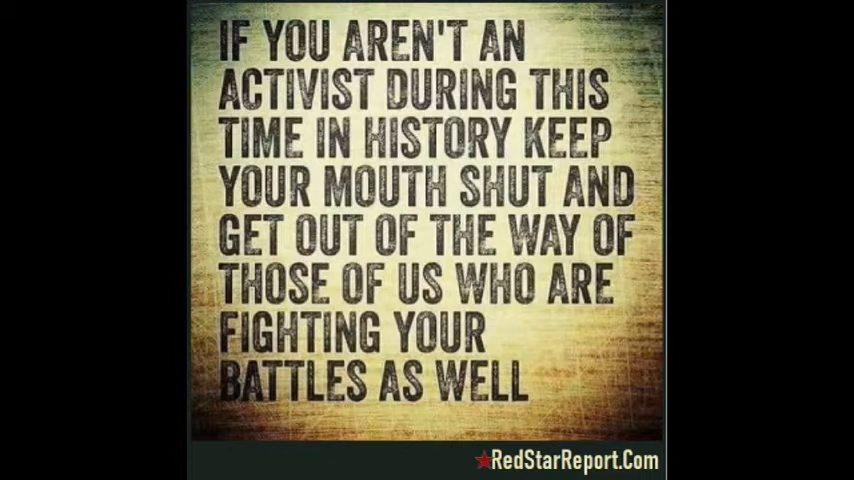 IF YOU AREN'T AN
ACTIVIST DURING THIS
TIME IN HISTORY KEEP
YOUR MOUTH SHUT AND
GET OUT OF THE WAY OF
THOSE OF US WHO ARE
FIGHTING YOUR
BATTLES AS WELL
RedStarReport.Com